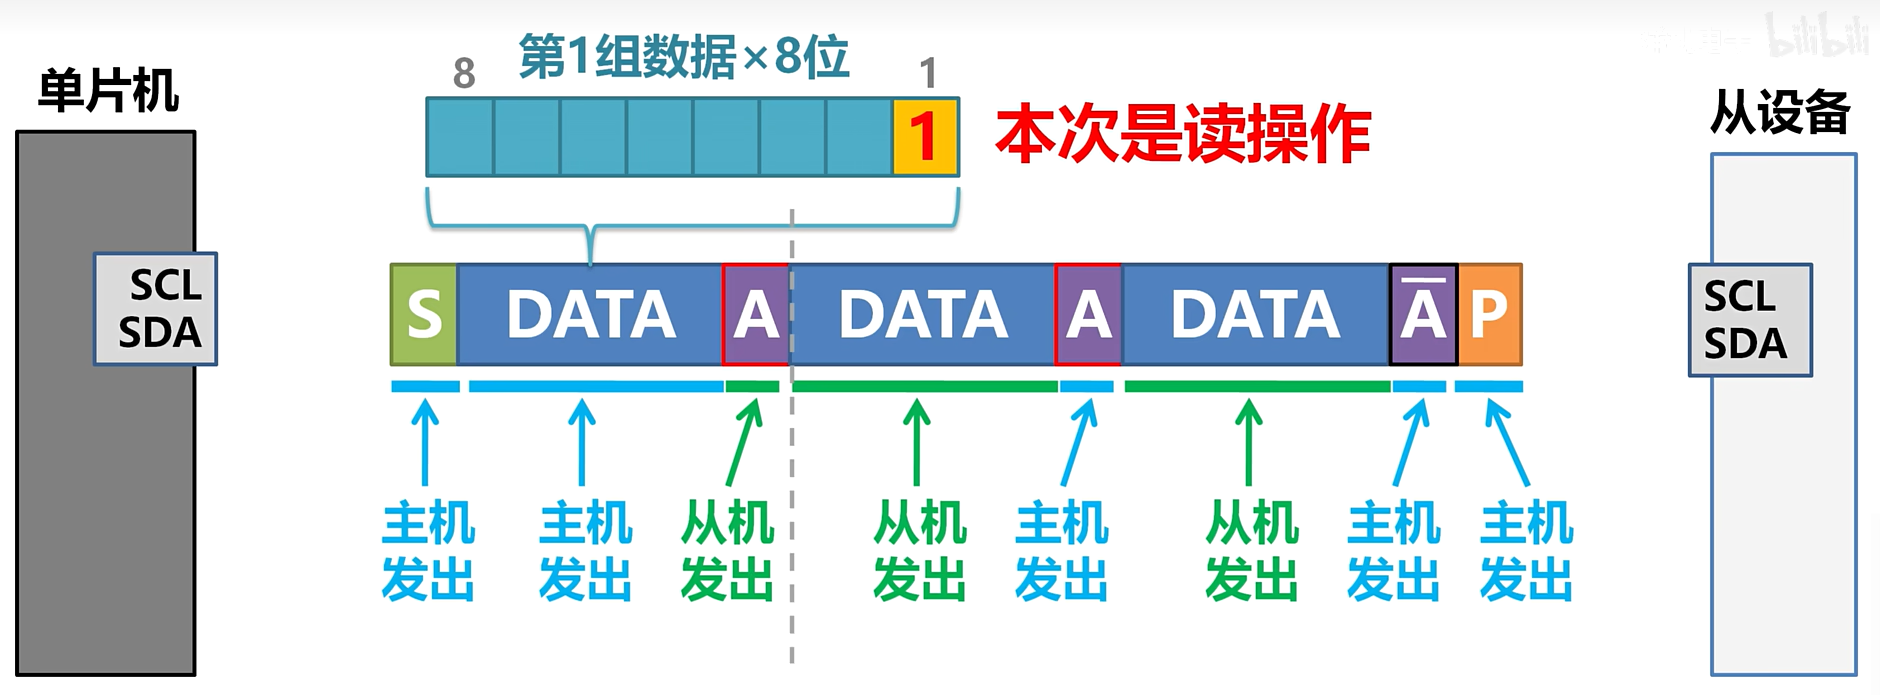 第1组数据×8位
8
1
单片机
1
本次是读操作
从设备
SCL
SDA
S DATA A DATA A DATA A̅ P
SCL
SDA
主机
发出
主机
发出
从机
发出
从机
发出
主机
发出
从机
发出
主机
发出
主机
发出
bilibili